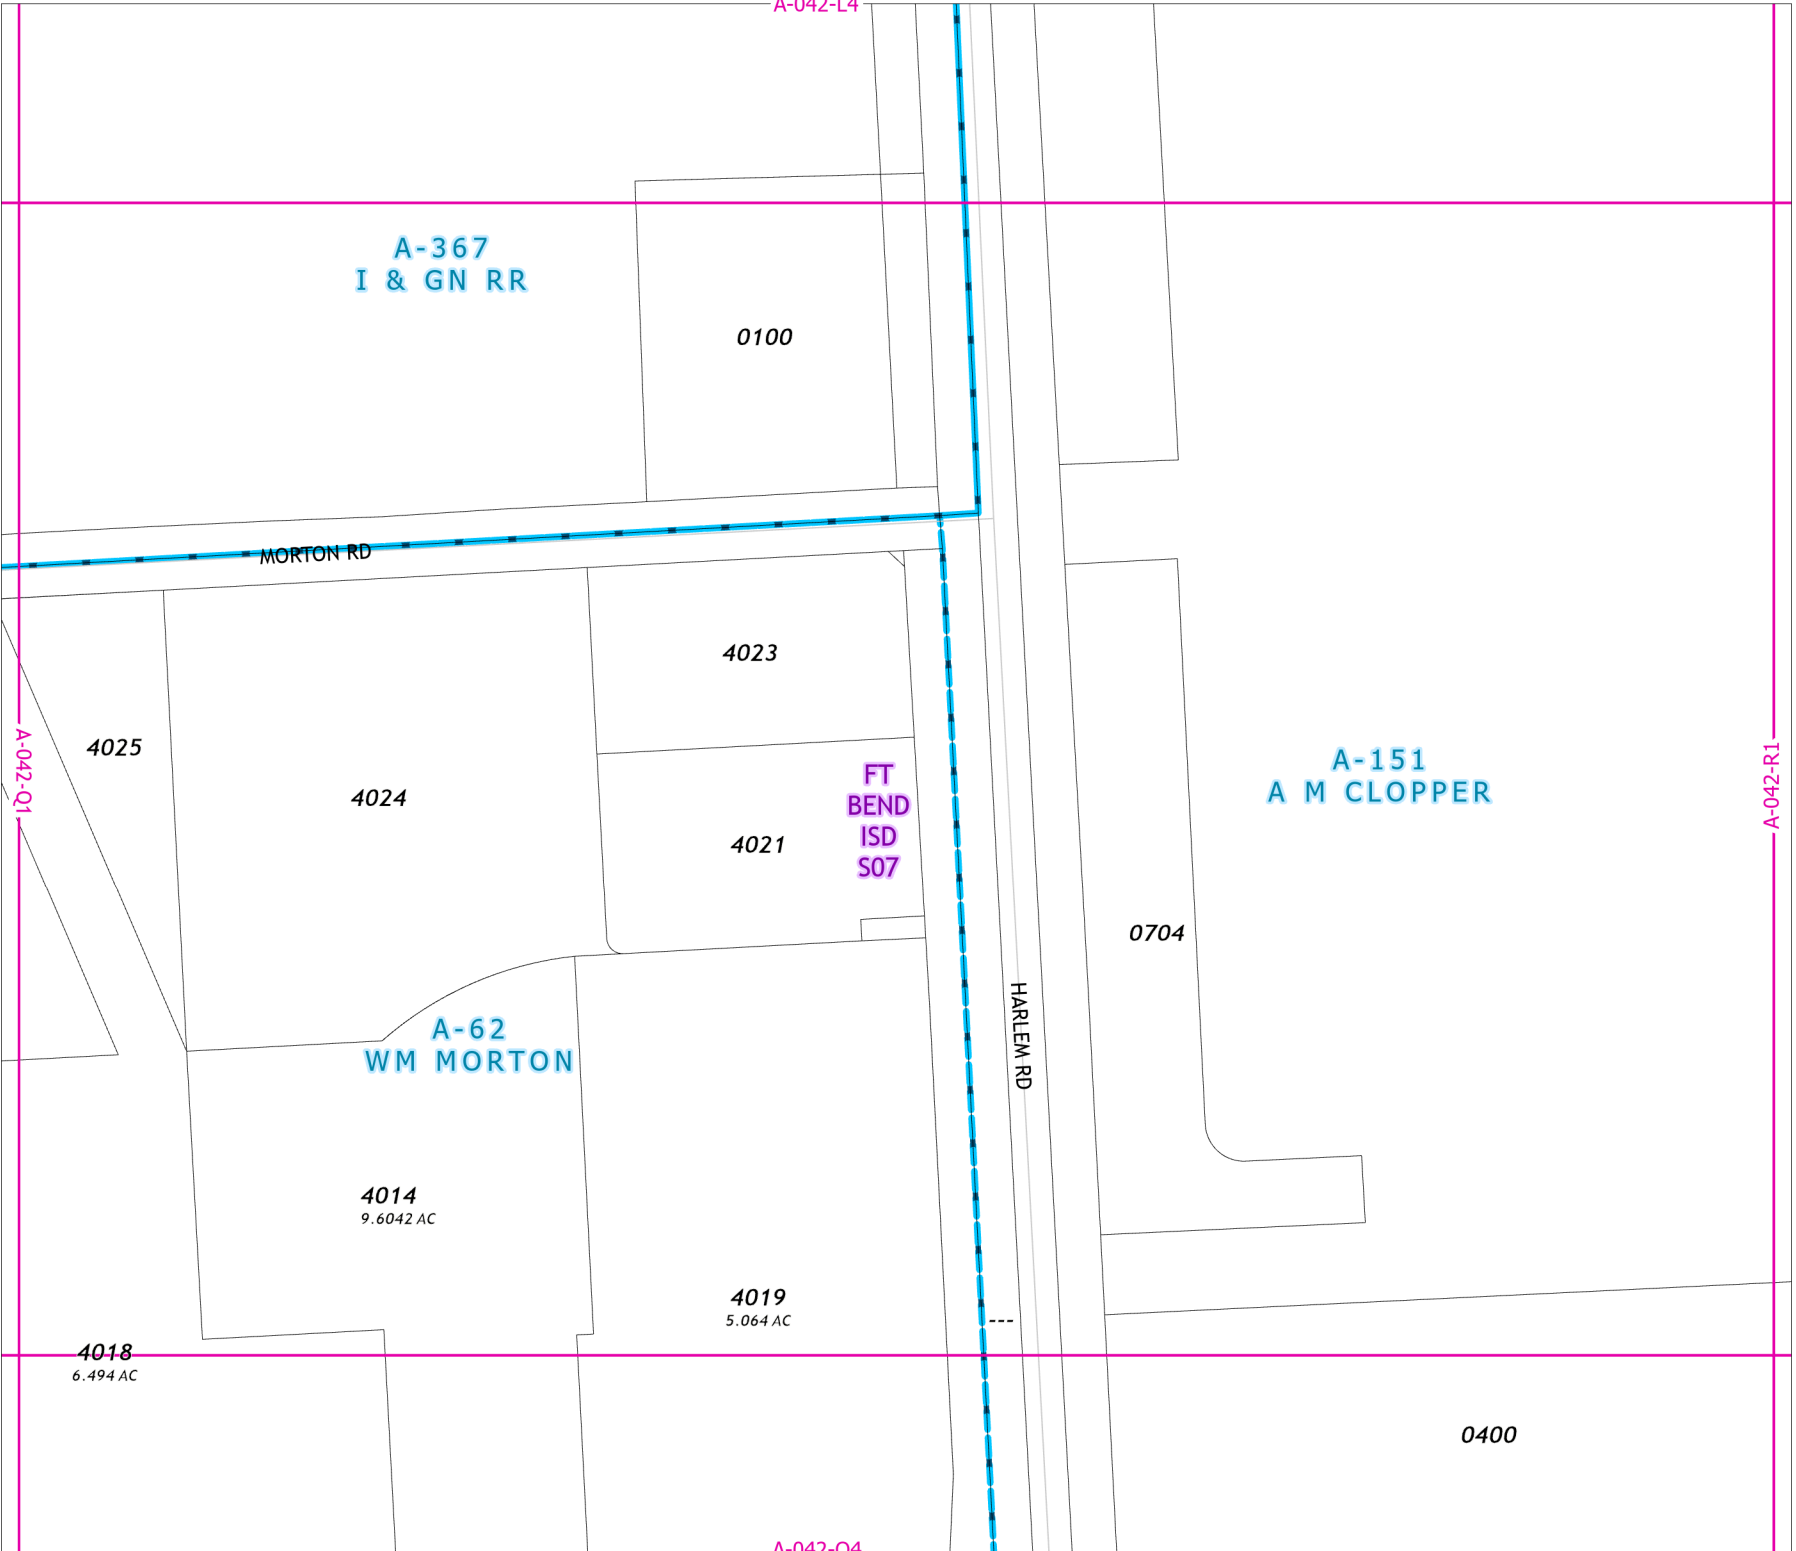 A-042-L4
A-367
I & GN RR
0100
MORTON RD
4023
4025
4024
A-042-Q1
FT
BEND
ISD
S07
4021
A-151
A M CLOPPER
A-042-R1
0704
HARLEM RD
A-62
WM MORTON
4014
9.6042 AC
4019
5.064 AC
4018
6.494 AC
0400
A-042-Q4